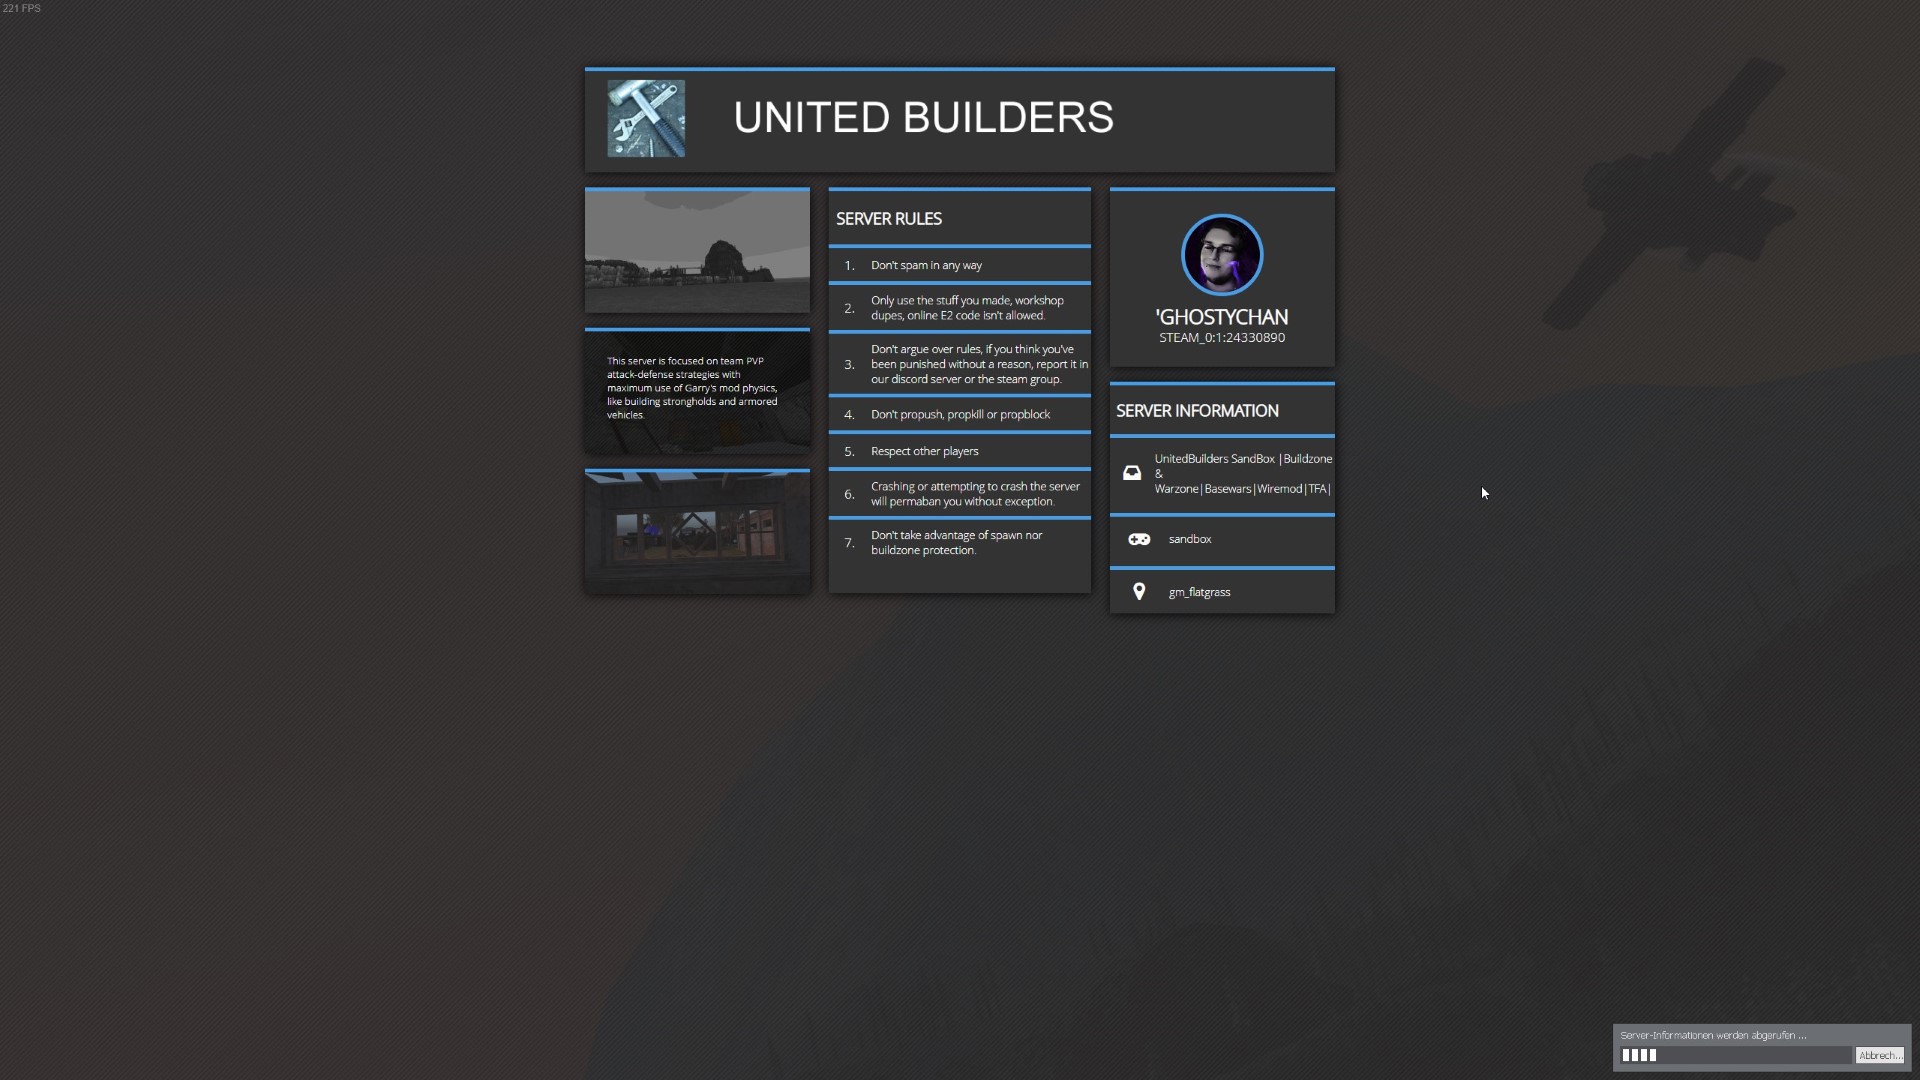 221 FPS
UNITED BUILDERS
This server is focused on team PVP
attack-defense strategies with
maximum use of Garry's mod physics,
like building strongholds and armored
vehicles.
SERVER RULES
1. Don't spam in any way
2. Only use the stuff you made, workshop
dupes, online E2 code isn't allowed.
3. Don't argue over rules, if you think you've
been punished without a reason, report it in
our discord server or the steam group.
4. Don't propush, propkill or propblock
5. Respect other players
6. Crashing or attempting to crash the server
will permaban you without exception.
7. Don't take advantage of spawn nor
buildzone protection.
'GHOSTYCHAN
STEAM_0:1:24330890
SERVER INFORMATION
UnitedBuilders SandBox |Buildzone
&
Warzone|Basewars|Wiremod|TFA|
sandbox
gm_flatgrass
Server-Informationen werden abgerufen ...
Abbrech...